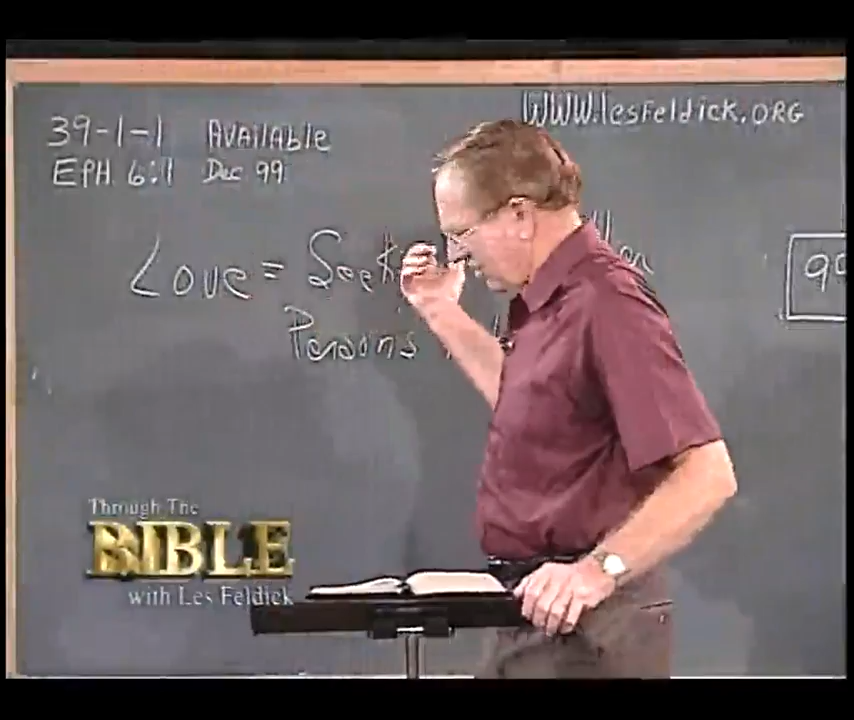 WWW.LESFELDICK.ORG
39-1-1 AVAILABLE
EPH. 6:1 DEC 99
LOVE = SEEK
PERSONS
Through The
BIBLE
with Les Feldick